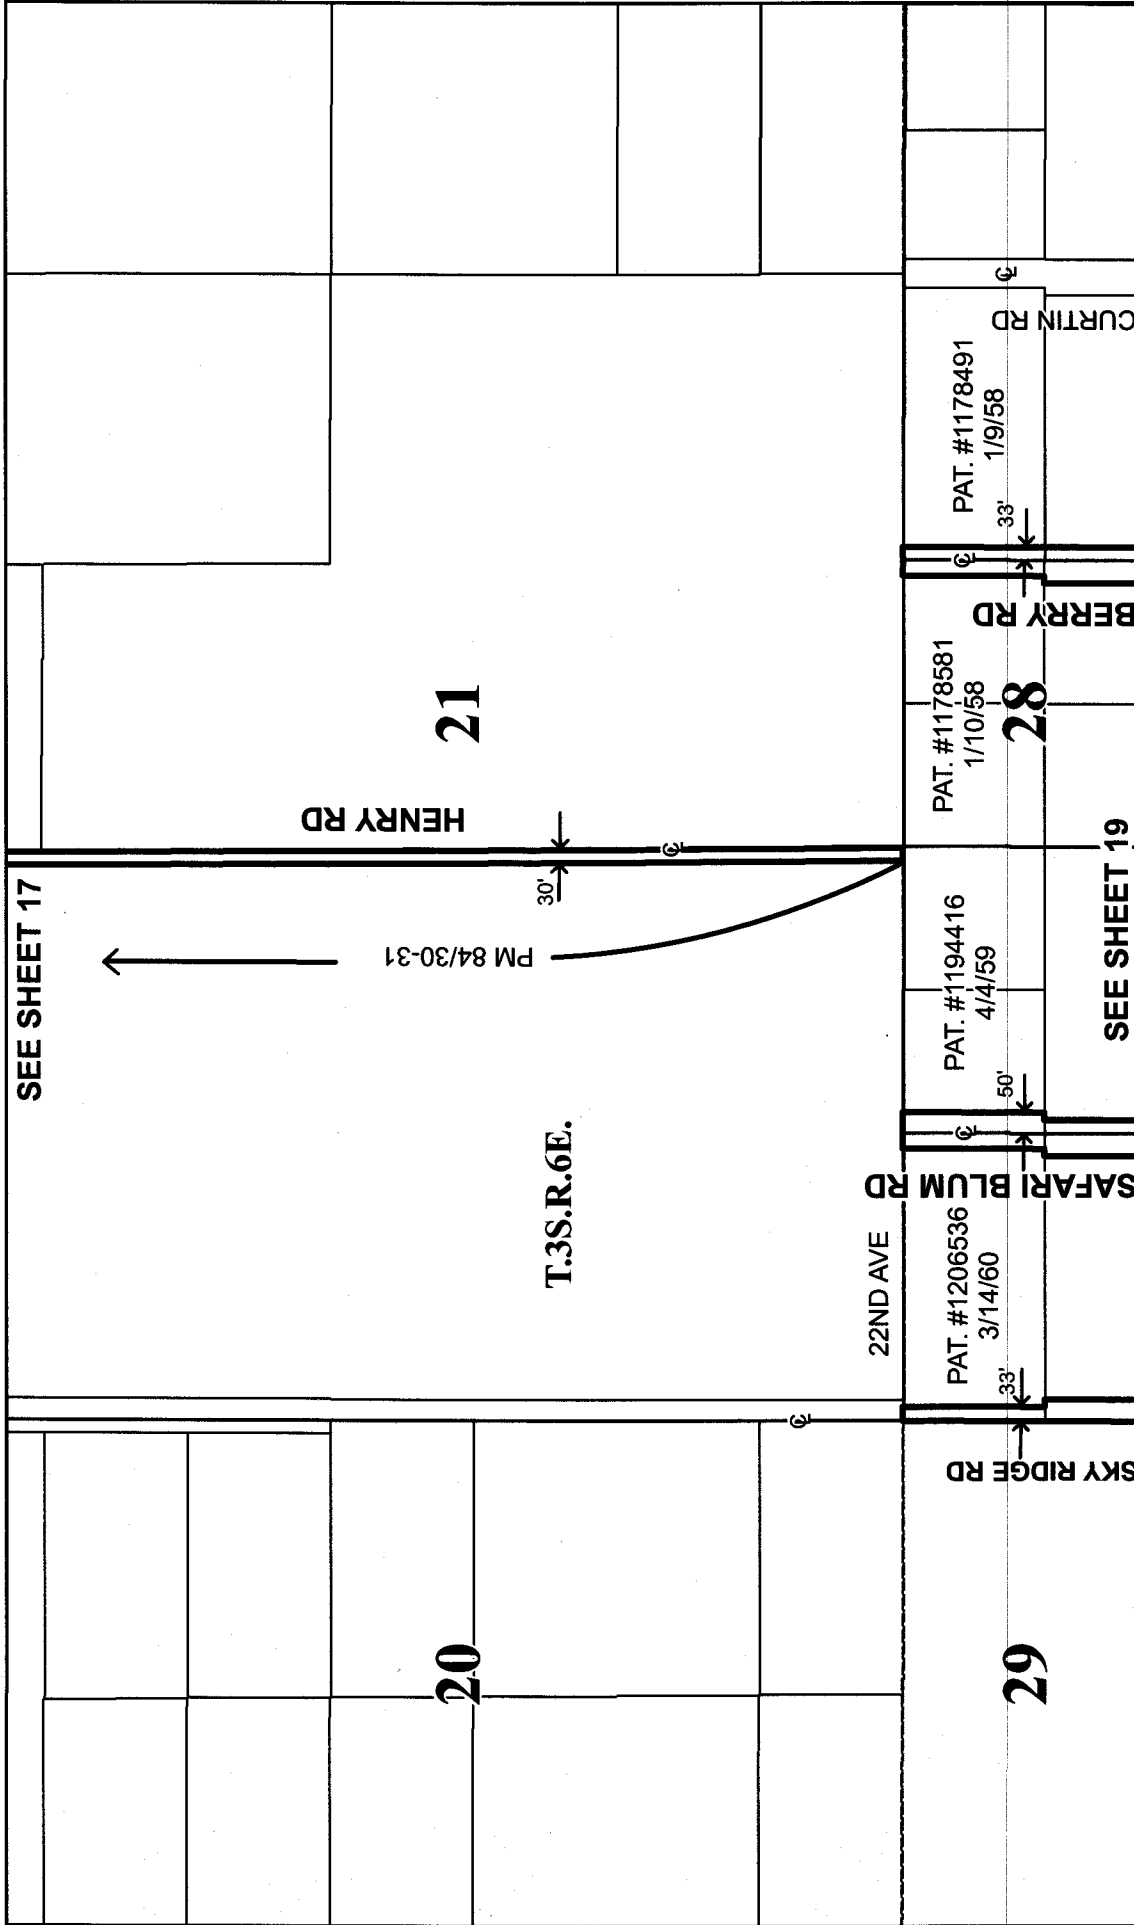 SEE SHEET 17
HENRY RD
30'
PM 84/30-31
21
20
T.3S.R.6E.
22ND AVE
SKY RIDGE RD
33'
PAT. #1206536
3/14/60
SAFARI BLUM RD
50'
PAT. #1194416
4/4/59
PAT. #1178581
1/10/58
BERRY RD
33'
PAT. #1178491
1/9/58
CURTIN RD
29
28
SEE SHEET 19